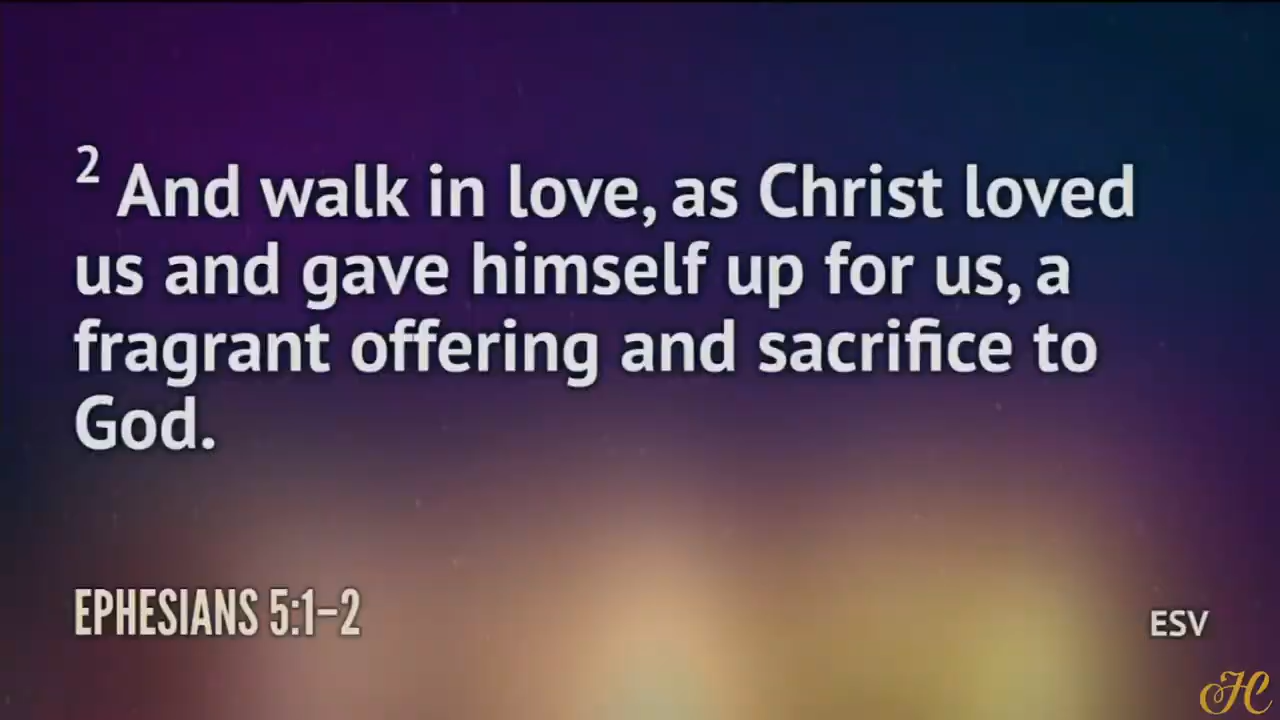 2 And walk in love, as Christ loved
us and gave himself up for us, a
fragrant offering and sacrifice to
God.
EPHESIANS 5:1–2
ESV
HC